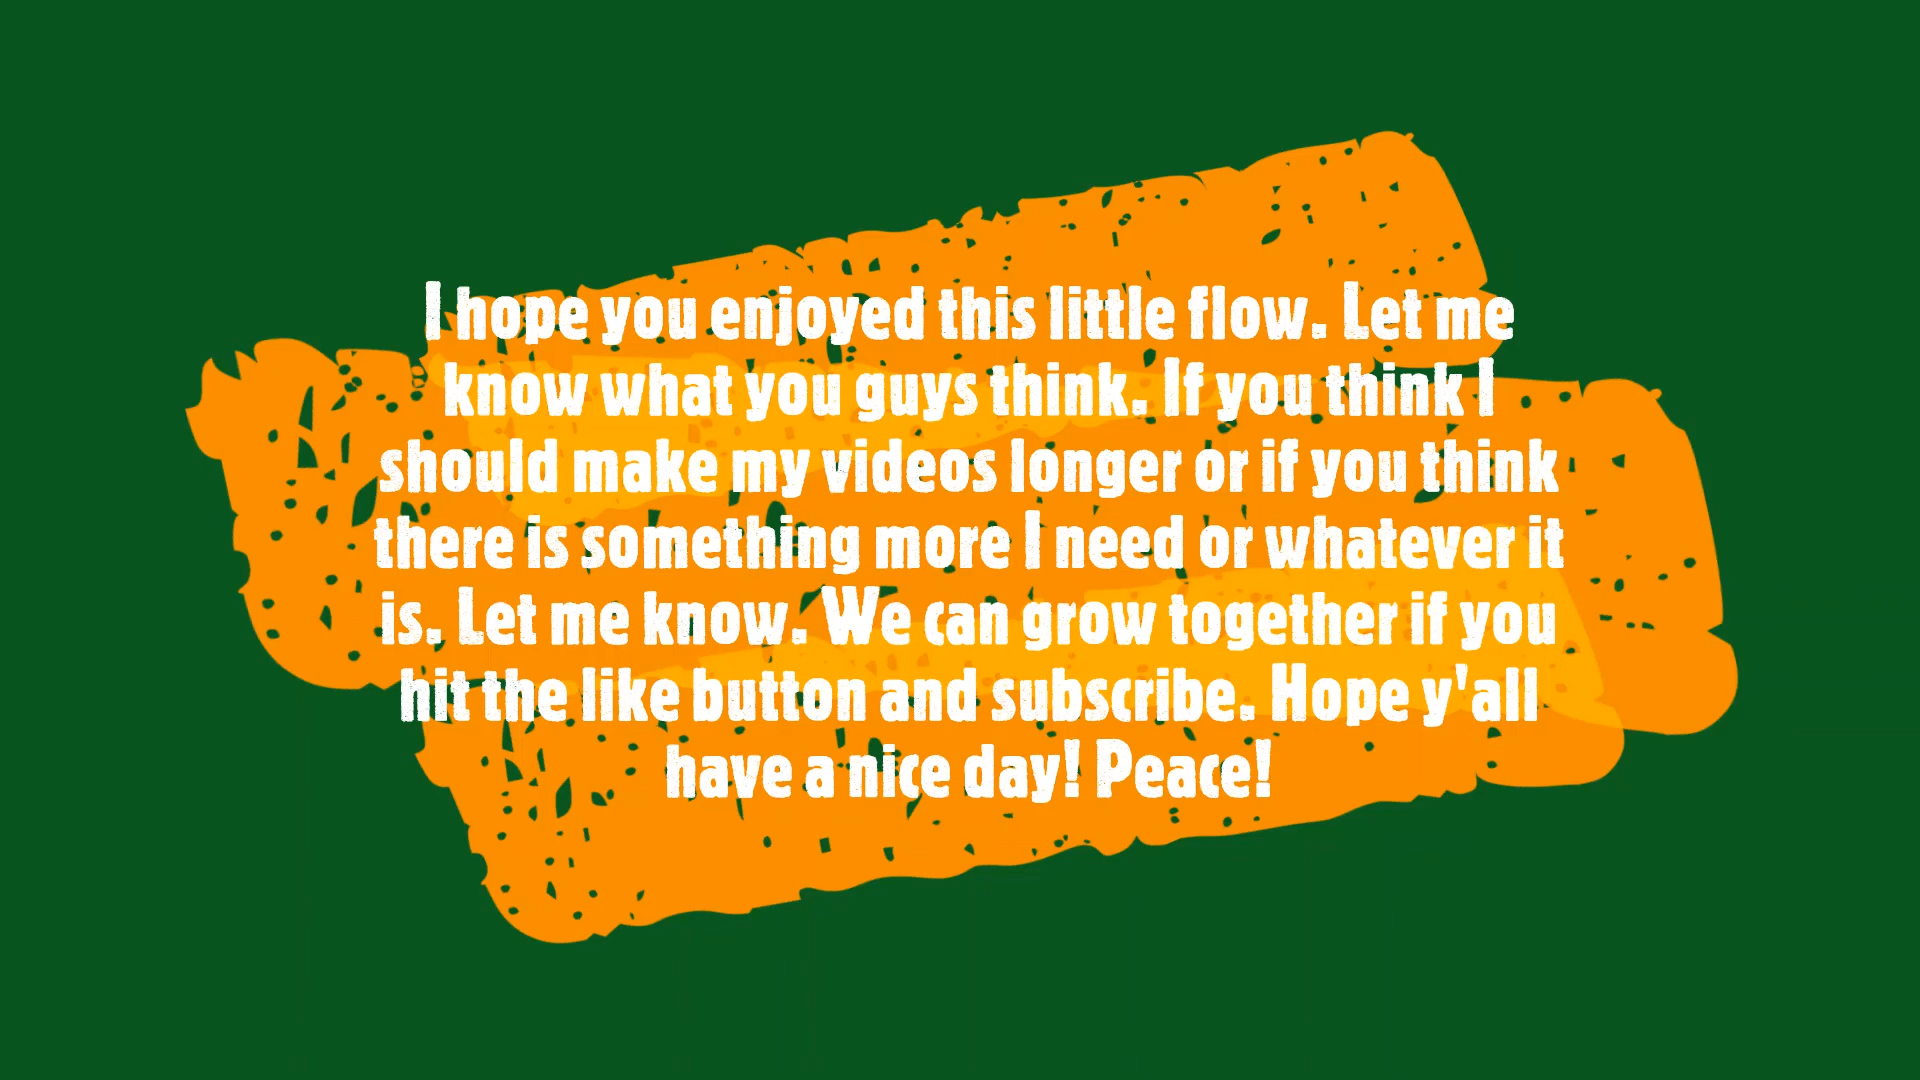 I hope you enjoyed this little flow. Let me
know what you guys think. If you think I
should make my videos longer or if you think
there is something more I need or whatever it
is. Let me know. We can grow together if you
hit the like button and subscribe. Hope y'all
have a nice day! Peace!